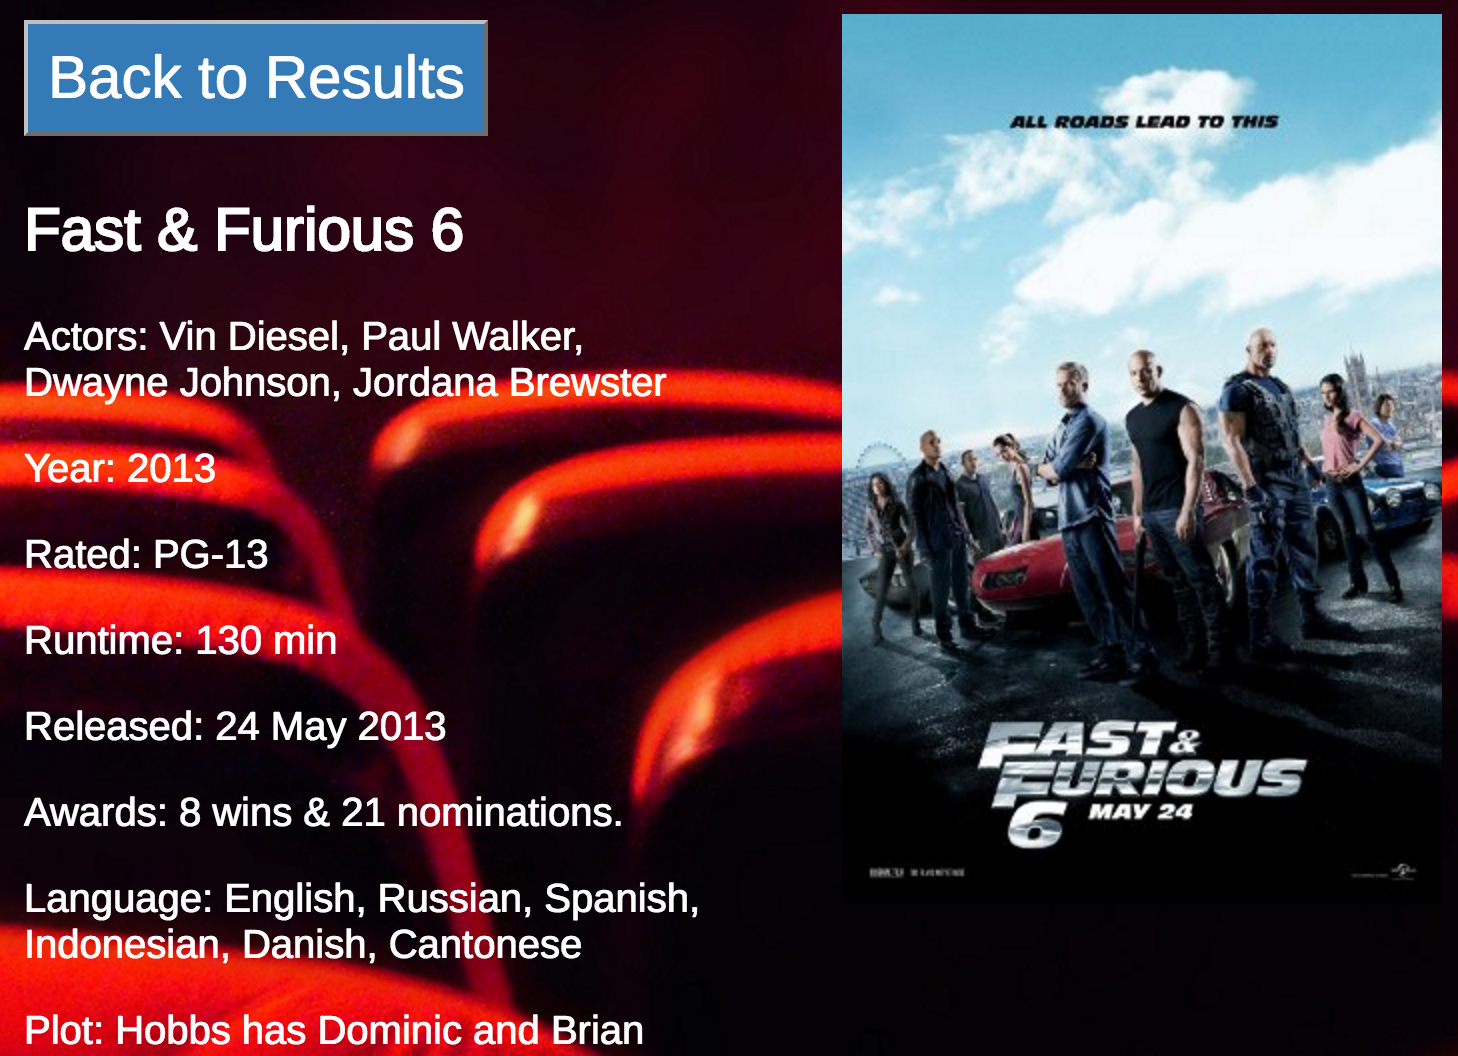 Back to Results
Fast & Furious 6
Actors: Vin Diesel, Paul Walker,
Dwayne Johnson, Jordana Brewster
Year: 2013
Rated: PG-13
Runtime: 130 min
Released: 24 May 2013
Awards: 8 wins & 21 nominations.
Language: English, Russian, Spanish,
Indonesian, Danish, Cantonese
Plot: Hobbs has Dominic and Brian
ALL ROADS LEAD TO THIS
FAST &
FURIOUS
6 MAY 24